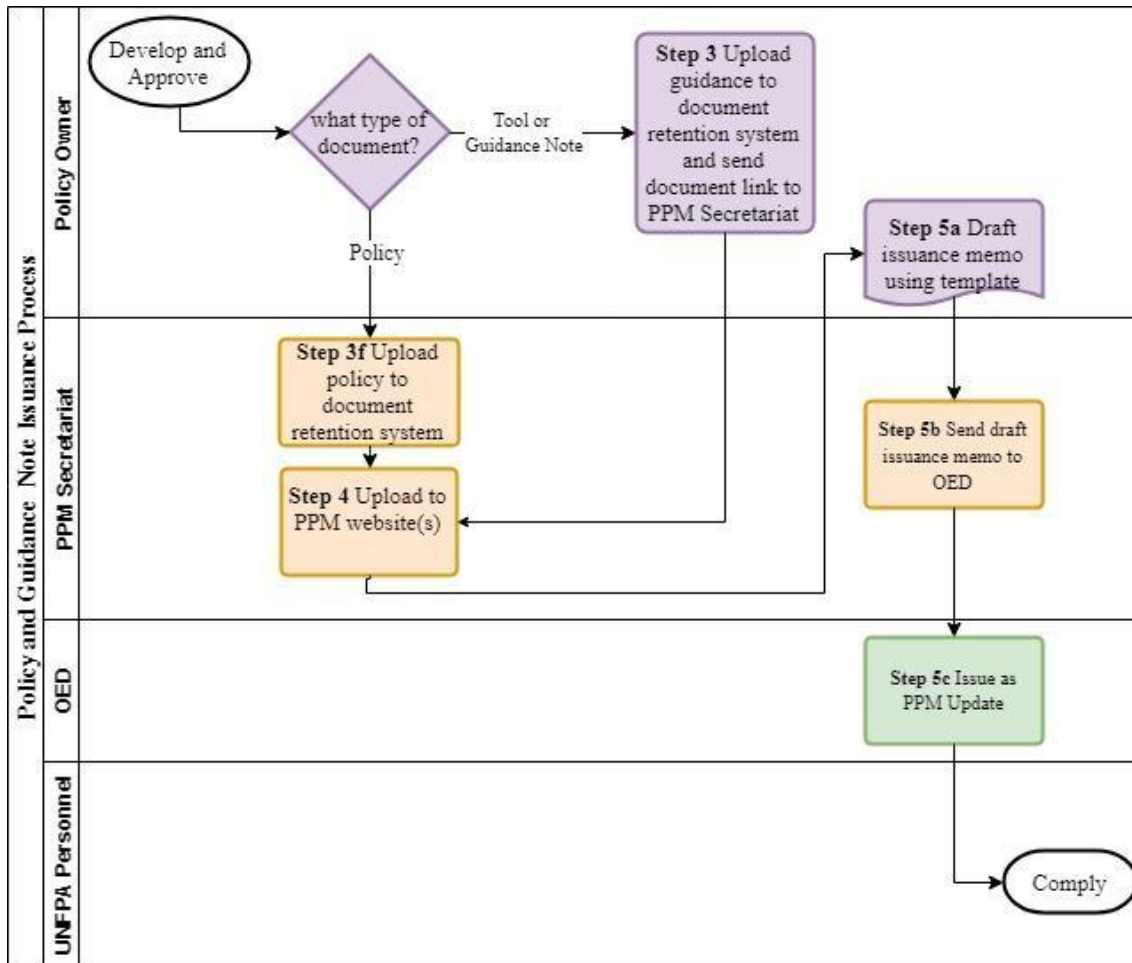 Policy and Guidance Note Issuance Process
Policy Owner
Develop and
Approve
what type of
document?
Tool or
Guidance Note
Step 3 Upload
guidance to
document
retention system
and send
document link to
PPM Secretariat
Policy
Step 5a Draft
issuance memo
using template
PPM Secretariat
Step 3f Upload
policy to
document
retention system
Step 4 Upload to
PPM website(s)
Step 5b Send draft
issuance memo to
OED
OED
Step 5c Issue as
PPM Update
UNFPA Personnel
Comply